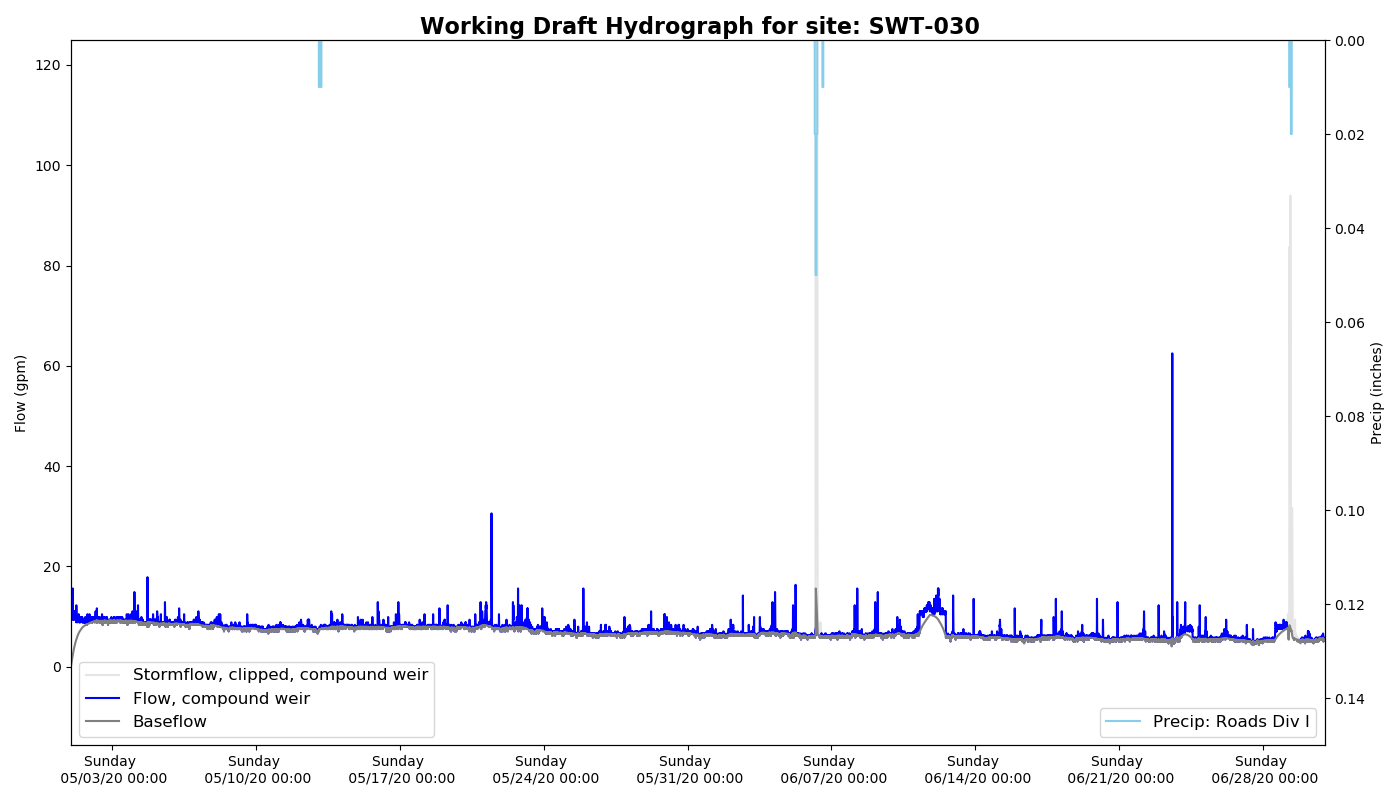 Working Draft Hydrograph for site: SWT-030
120
100
80
60
40
20
0
Flow (gpm)
0.00
0.02
0.04
0.06
0.08
0.10
0.12
0.14
Precip (inches)
Stormflow, clipped, compound weir
Flow, compound weir
Baseflow
Precip: Roads Div I
Sunday
05/03/20 00:00
Sunday
05/10/20 00:00
Sunday
05/17/20 00:00
Sunday
05/24/20 00:00
Sunday
05/31/20 00:00
Sunday
06/07/20 00:00
Sunday
06/14/20 00:00
Sunday
06/21/20 00:00
Sunday
06/28/20 00:00